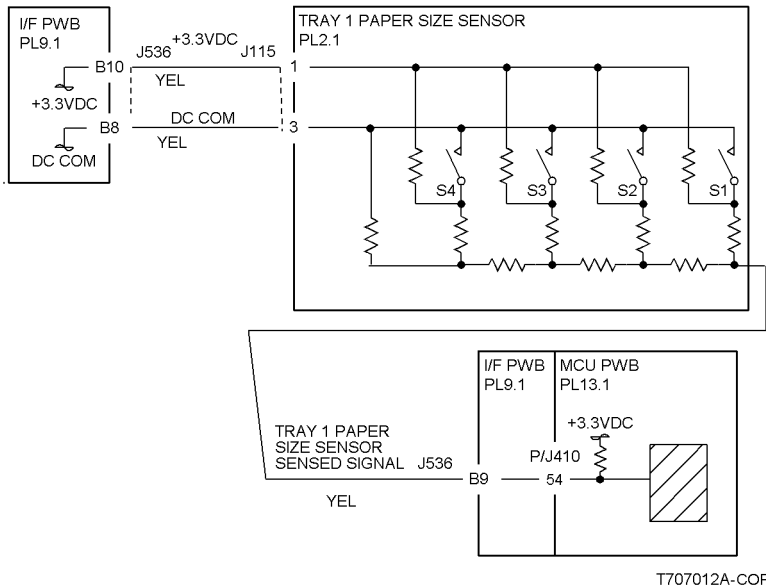 I/F PWB
PL9.1
B10
+3.3VDC
B8
DC COM
J536
+3.3VDC
J115
YEL
DC COM
YEL
TRAY 1 PAPER SIZE SENSOR
PL2.1
1
3
S4
S3
S2
S1
I/F PWB
PL9.1
MCU PWB
PL13.1
+3.3VDC
P/J410
TRAY 1 PAPER
SIZE SENSOR
SENSED SIGNAL
J536
B9
54
YEL
T707012A-COP